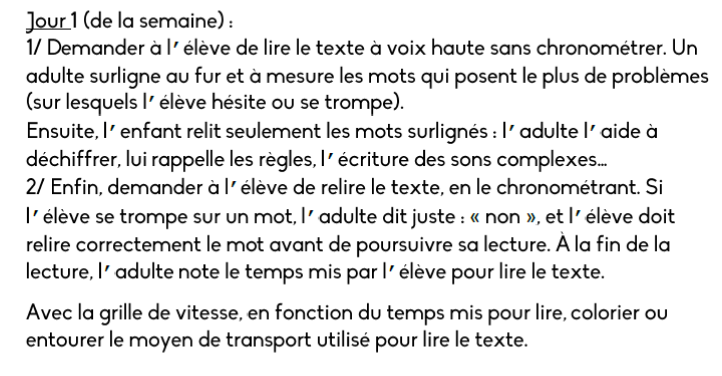 Jour 1 (de la semaine) :
1/ Demander à l’élève de lire le texte à voix haute sans chronométrer. Un
adulte surligne au fur et à mesure les mots qui posent le plus de problèmes
(sur lesquels l’élève hésite ou se trompe).
Ensuite, l’enfant relit seulement les mots surlignés : l’adulte l’aide à
déchiffrer, lui rappelle les règles, l’écriture des sons complexes…
2/ Enfin, demander à l’élève de relire le texte, en le chronométrant. Si
l’élève se trompe sur un mot, l’adulte dit juste : « non », et l’élève doit
relire correctement le mot avant de poursuivre sa lecture. À la fin de la
lecture, l’adulte note le temps mis par l’élève pour lire le texte.
Avec la grille de vitesse, en fonction du temps mis pour lire, colorier ou
entourer le moyen de transport utilisé pour lire le texte.